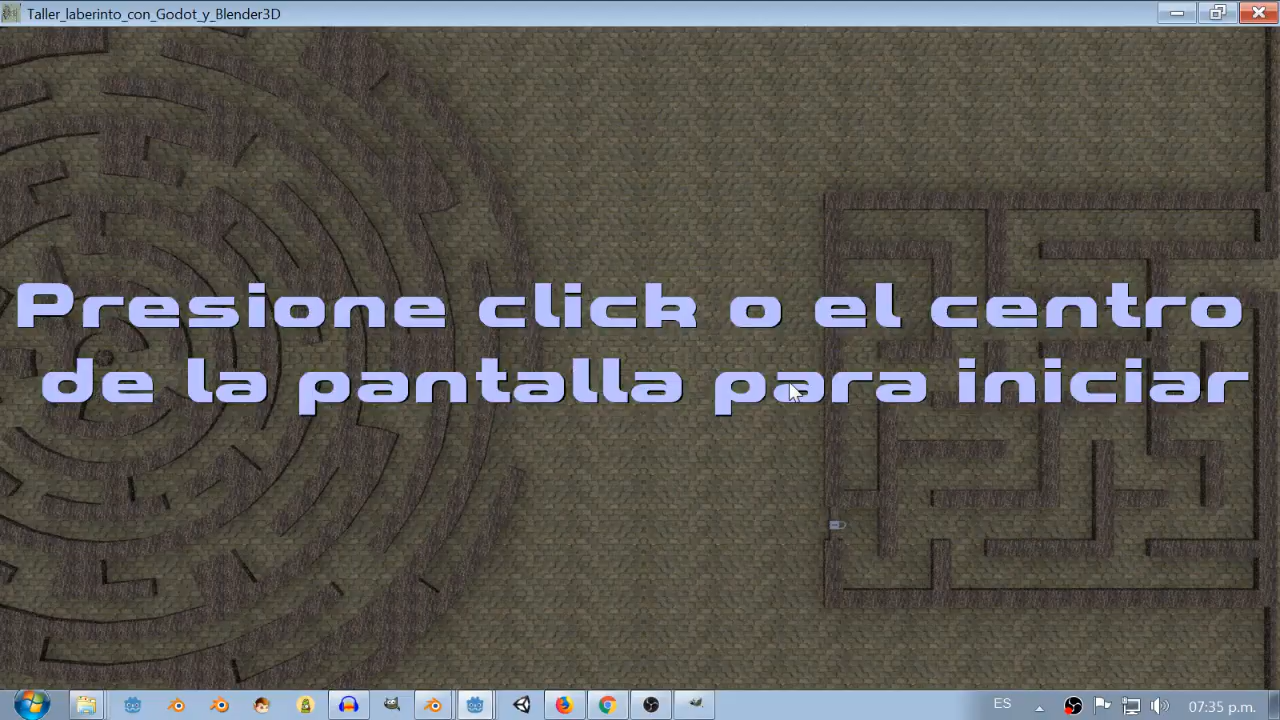 Taller_laberinto_con_Godot_y_Blender3D
Presione click o el centro
de la pantalla para iniciar
ES
07:35 p.m.